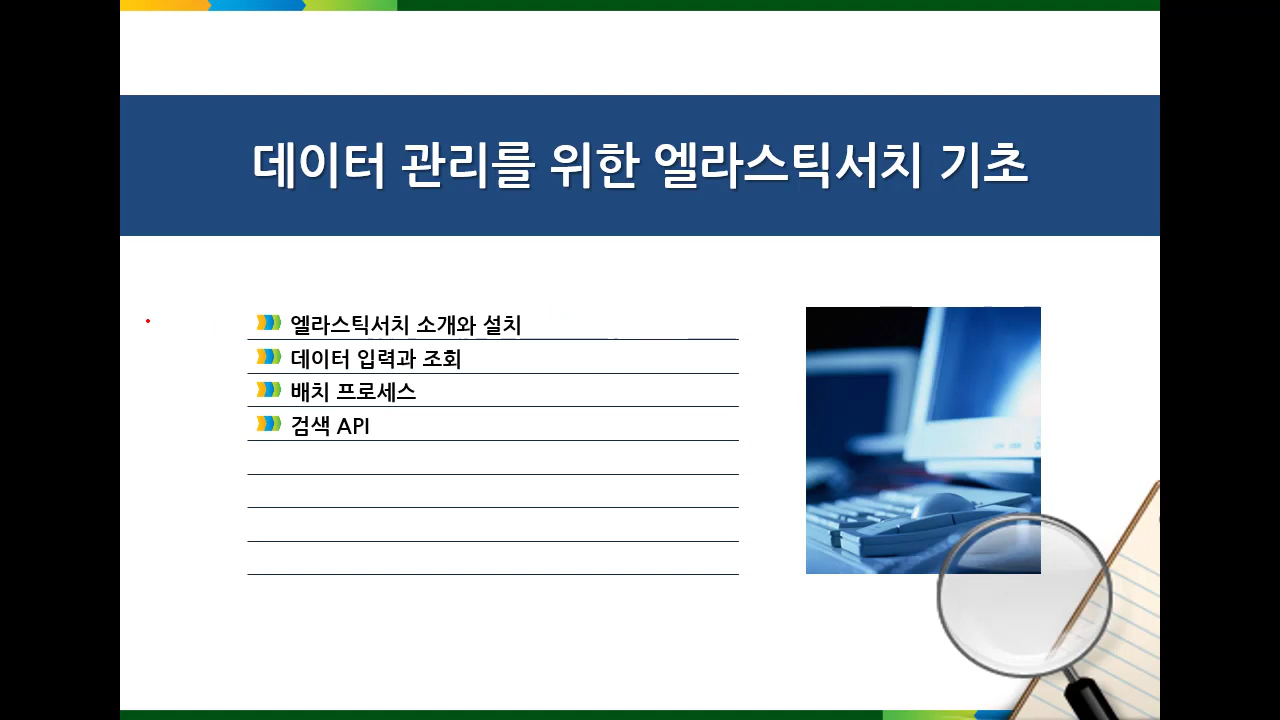 데이터 관리를 위한 엘라스틱서치 기초
엘라스틱서치 소개와 설치
데이터 입력과 조회
배치 프로세스
검색 API